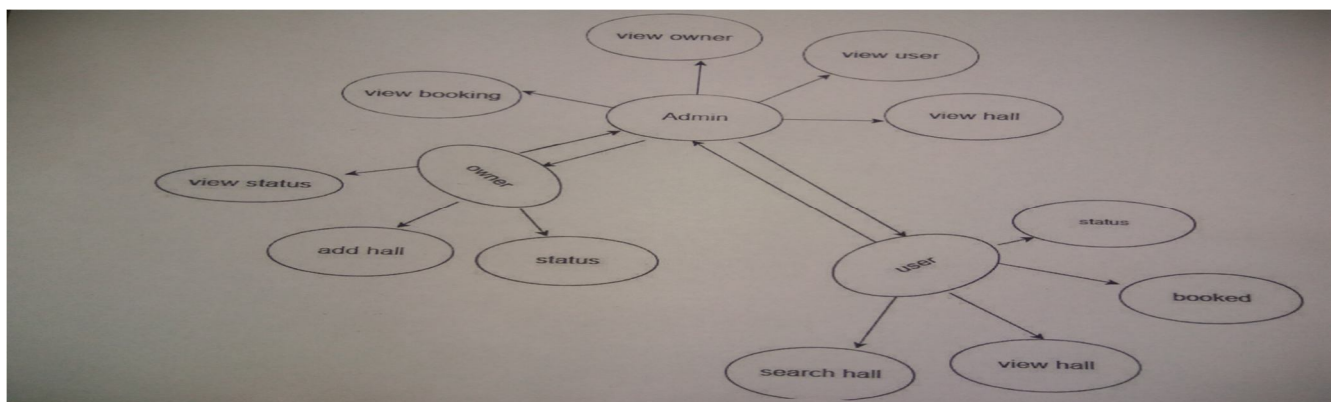 view owner
view user
view booking
Admin
view hall
owner
view status
add hall
status
status
user
booked
search hall
view hall